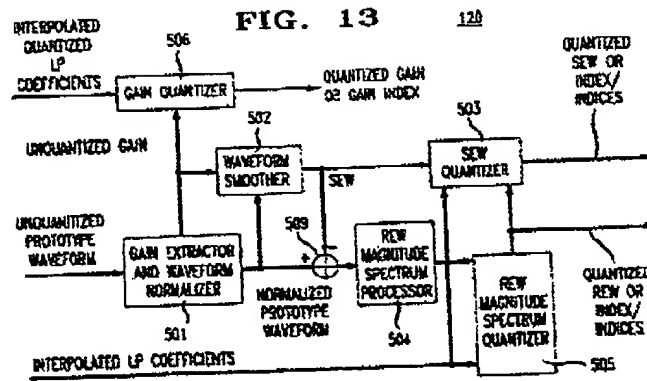 FIG. 13
120
INTERPOLATED
QUANTIZED
LP
COEFFICIENTS
506
GAIN QUANTIZER
QUANTIZED GAIN
OR GAIN INDEX
QUANTIZED
SEW OR
INDEX/
INDICES
UNQUANTIZED GAIN
502
WAVEFORM
SMOOTHER
SEW
503
SEW
QUANTIZER
UNQUANTIZED
PROTOTYPE
WAVEFORM
GAIN EXTRACTOR
AND WAVEFORM
NORMALIZER
501
509
+
−
NORMALIZED
PROTOTYPE
WAVEFORM
REW
MAGNITUDE
SPECTRUM
PROCESSOR
504
REW
MAGNITUDE
SPECTRUM
QUANTIZER
505
QUANTIZED
REW OR
INDEX/
INDICES
INTERPOLATED LP COEFFICIENTS